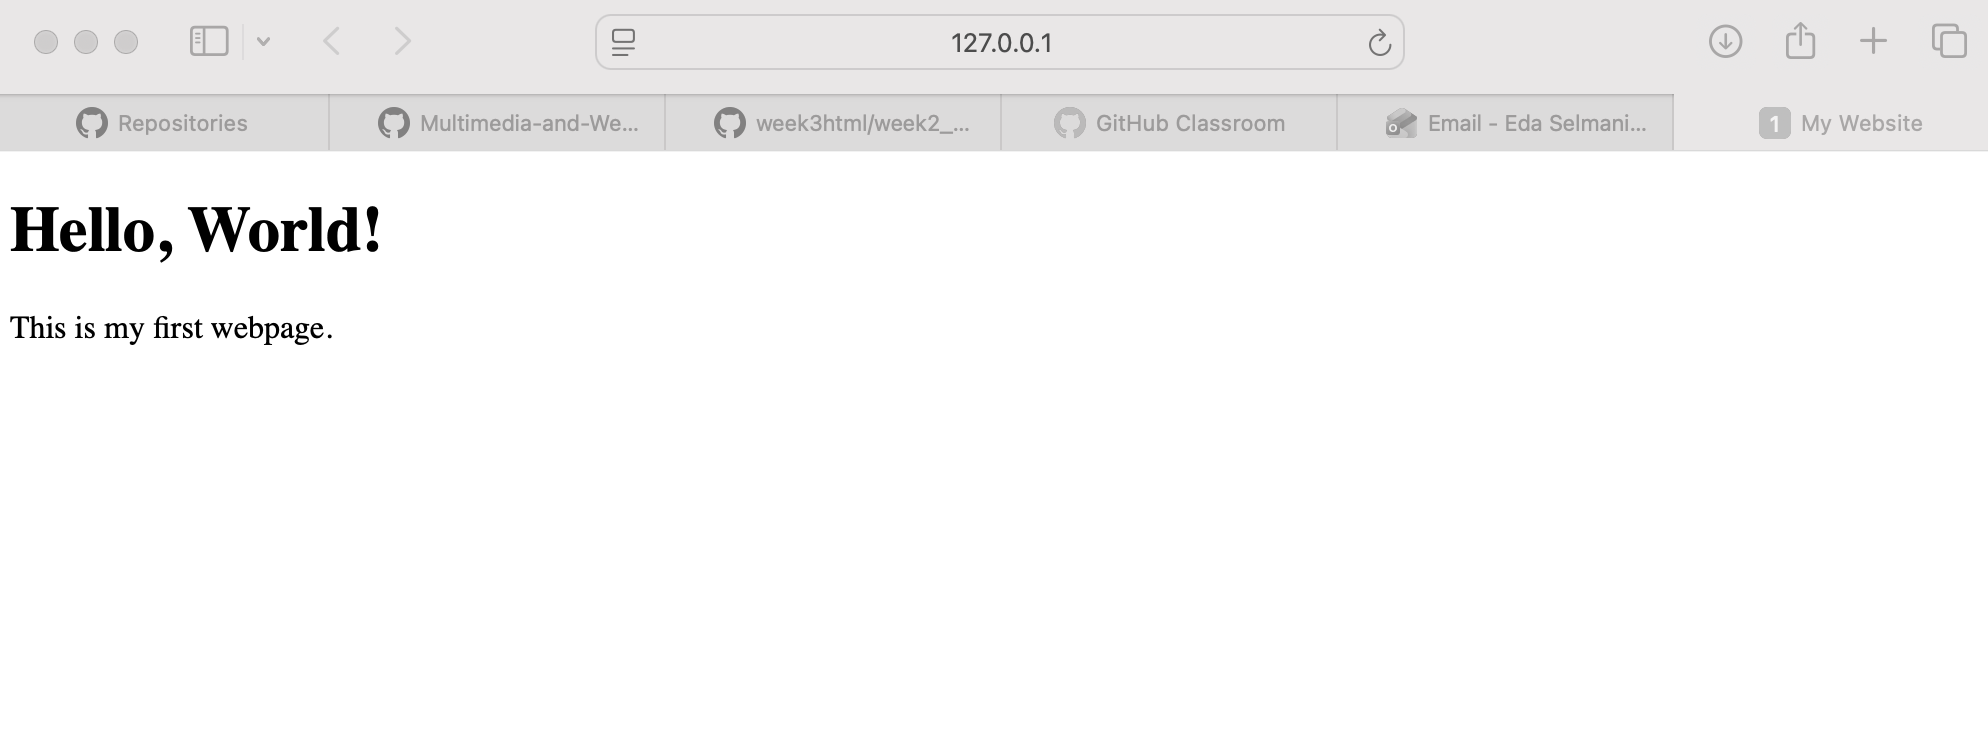 127.0.0.1
Repositories
Multimedia-and-We...
week3html/week2_...
GitHub Classroom
Email - Eda Selmani...
1 My Website
Hello, World!
This is my first webpage.